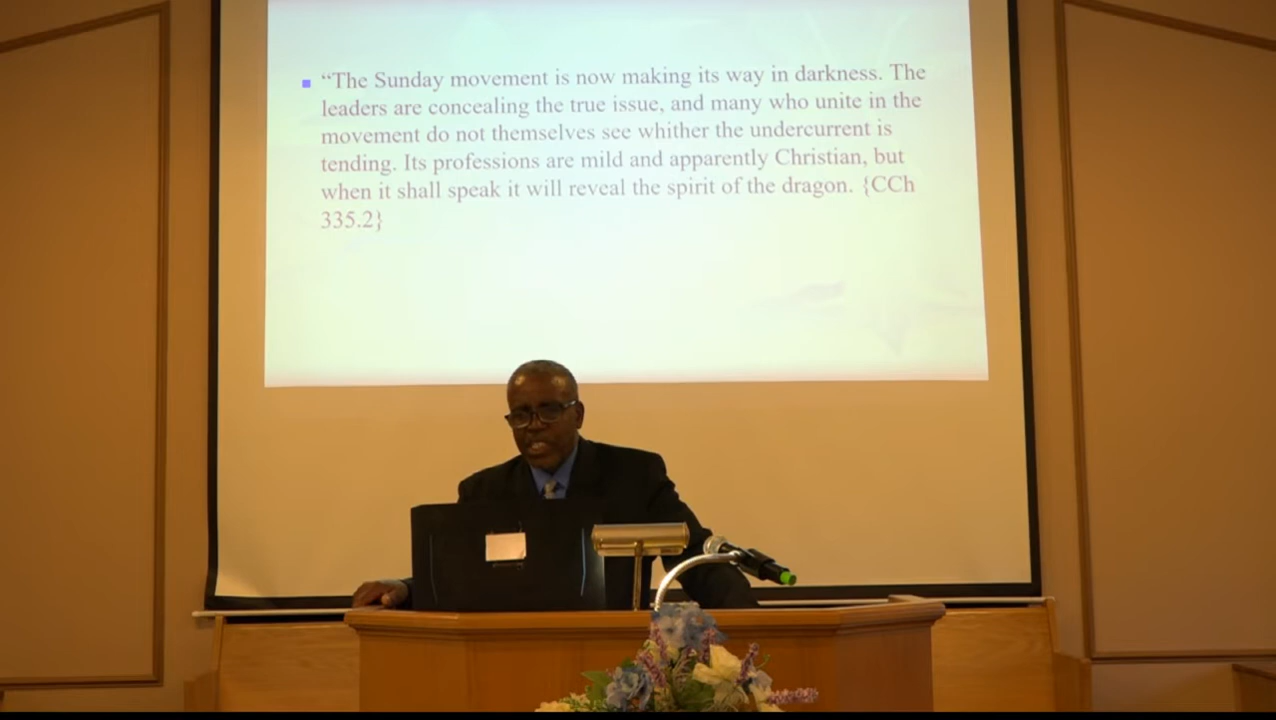 “The Sunday movement is now making its way in darkness. The
leaders are concealing the true issue, and many who unite in the
movement do not themselves see whither the undercurrent is
tending. Its professions are mild and apparently Christian, but
when it shall speak it will reveal the spirit of the dragon. {CCh
335.2}